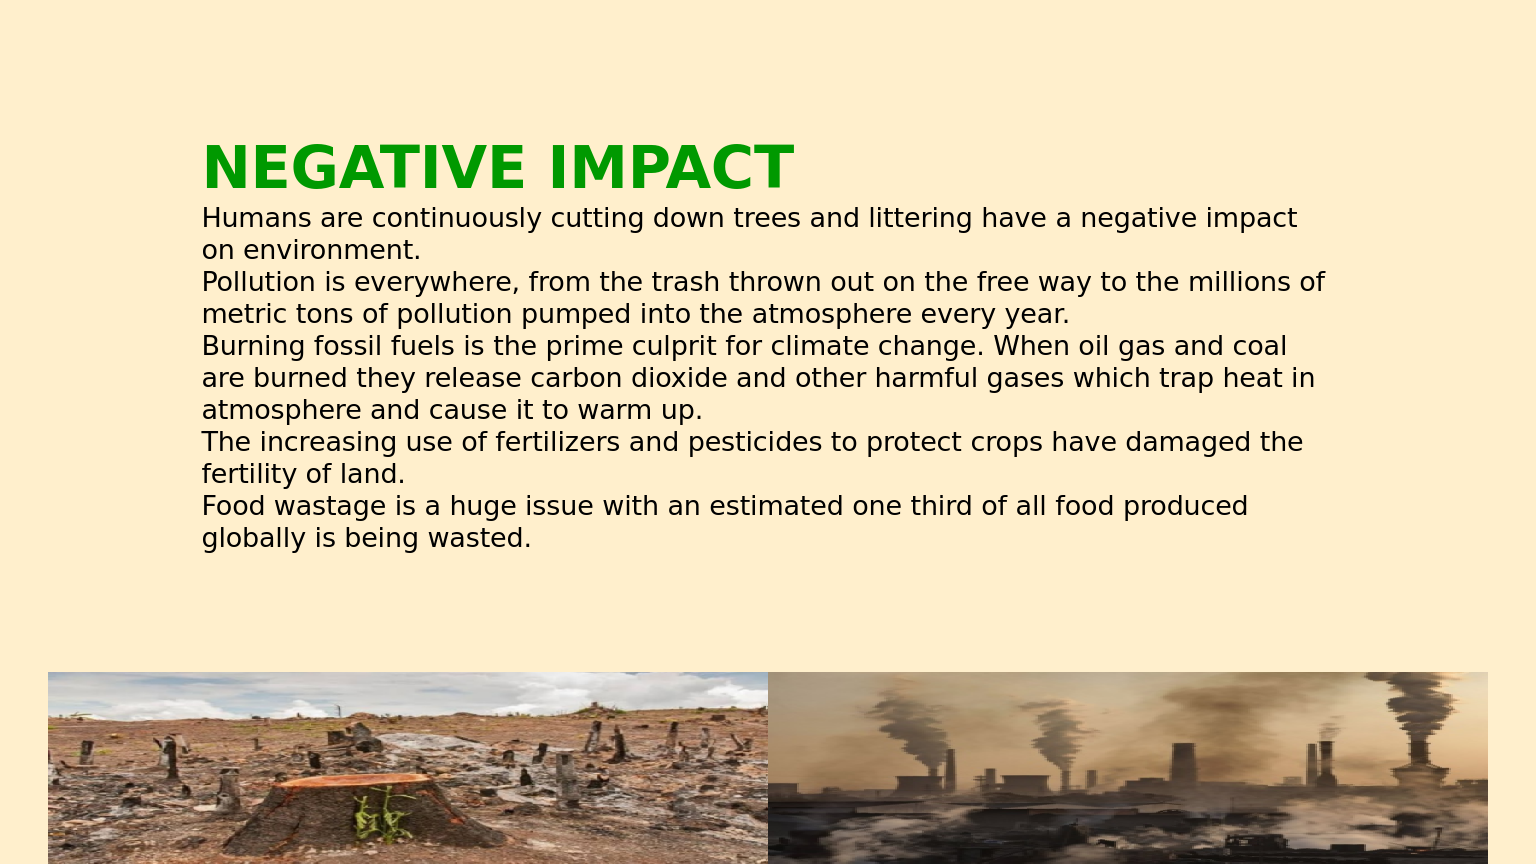 NEGATIVE IMPACT
Humans are continuously cutting down trees and littering have a negative impact
on environment.
Pollution is everywhere, from the trash thrown out on the free way to the millions of
metric tons of pollution pumped into the atmosphere every year.
Burning fossil fuels is the prime culprit for climate change. When oil gas and coal
are burned they release carbon dioxide and other harmful gases which trap heat in
atmosphere and cause it to warm up.
The increasing use of fertilizers and pesticides to protect crops have damaged the
fertility of land.
Food wastage is a huge issue with an estimated one third of all food produced
globally is being wasted.